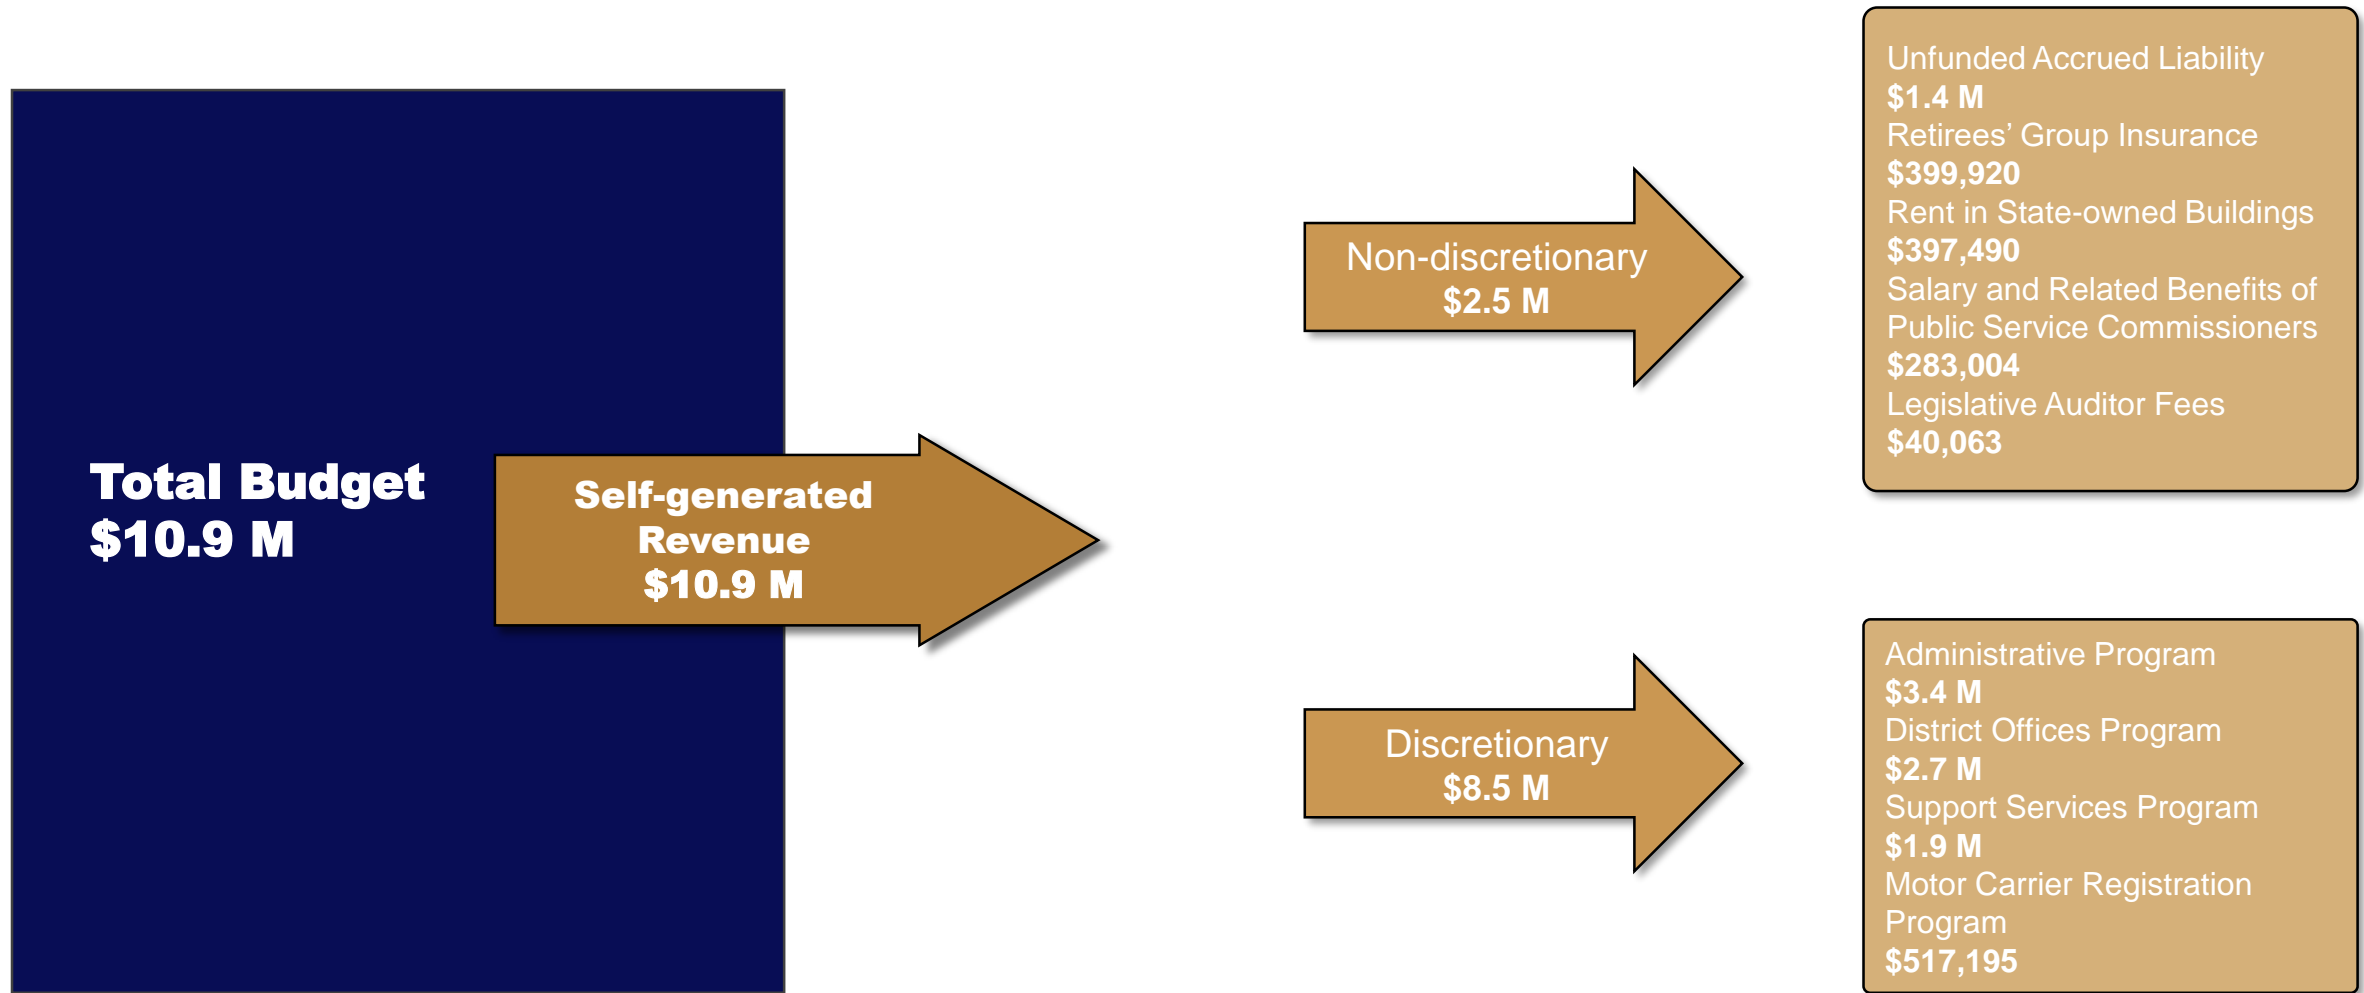 Total Budget
$10.9 M
Self-generated
Revenue
$10.9 M
Non-discretionary
$2.5 M
Unfunded Accrued Liability
$1.4 M
Retirees’ Group Insurance
$399,920
Rent in State-owned Buildings
$397,490
Salary and Related Benefits of
Public Service Commissioners
$283,004
Legislative Auditor Fees
$40,063
Discretionary
$8.5 M
Administrative Program
$3.4 M
District Offices Program
$2.7 M
Support Services Program
$1.9 M
Motor Carrier Registration
Program
$517,195